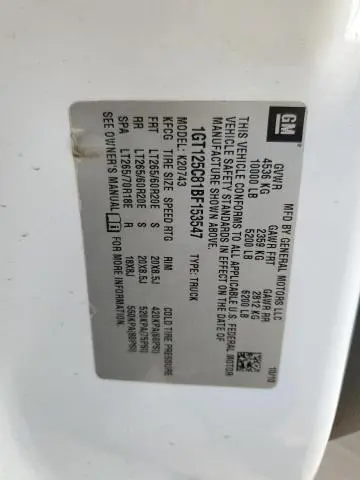 GM
MFD BY GENERAL MOTORS LLC
10/10
GVWR GAWR FRT GAWR RR
4536 KG 2359 KG 2812 KG
10000 LB 5200 LB 6200 LB
THIS VEHICLE CONFORMS TO ALL APPLICABLE U.S. FEDERAL MOTOR
VEHICLE SAFETY STANDARDS IN EFFECT ON THE DATE OF
MANUFACTURE SHOWN ABOVE.
1GT125C81BF153547 TYPE: TRUCK
MODEL: K20743
KFCG TIRE SIZE SPEED RTG RIM COLD TIRE PRESSURE
FRT LT265/60R20E S 20X8.5J 420KPA(60PSI)
RR LT265/60R20E S 20X8.5J 520KPA(75PSI)
SPA LT265/70R18E R 18X8J 550KPA(80PSI)
SEE OWNER'S MANUAL